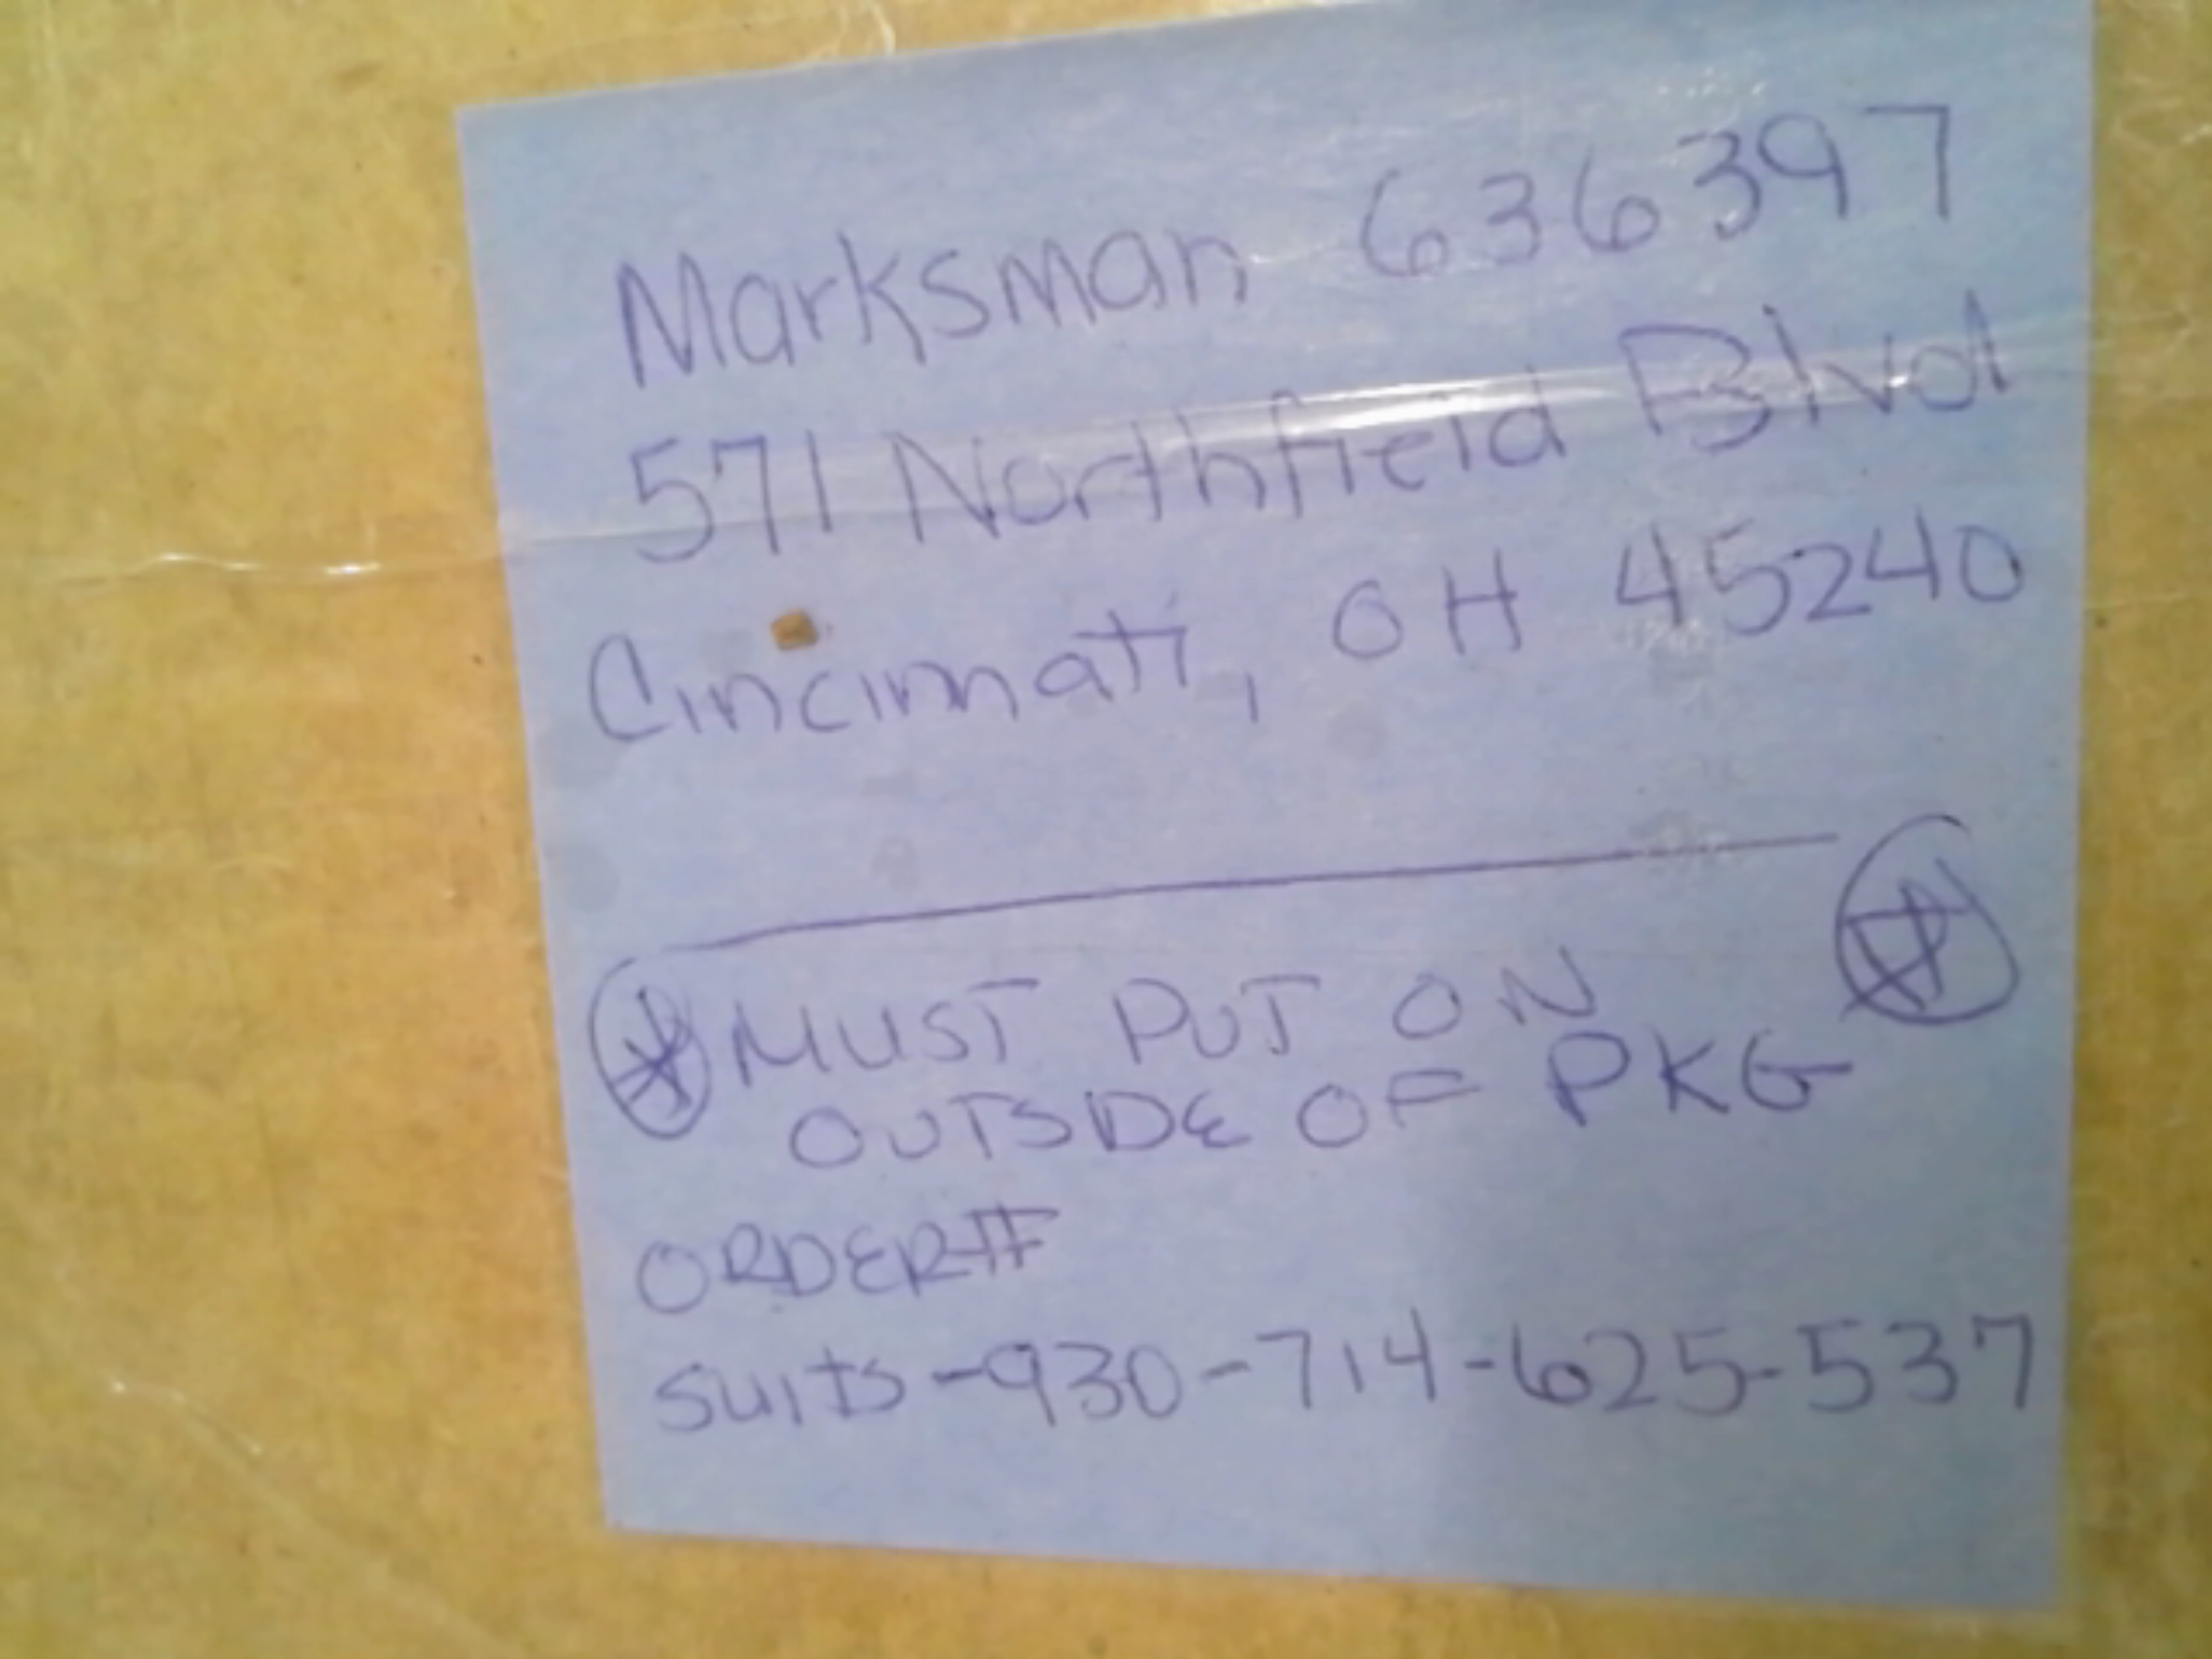 Marksman 636397
571 Northfield Blvd
Cincinnati, OH 45240
MUST PUT ON
OUTSIDE OF PKG
ORDER#
suits-930-714-625-537